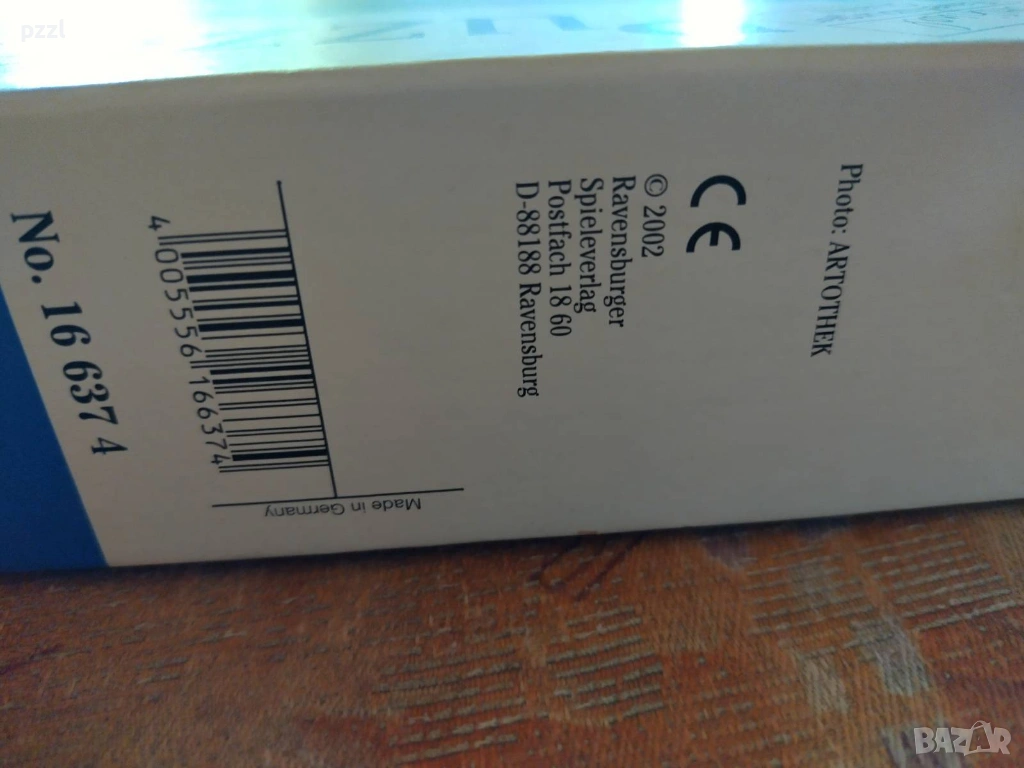 pzzl
Photo: ARTOTHEK
CE
© 2002
Ravensburger
Spieleverlag
Postfach 18 60
D-88188 Ravensburg
4 005556 166374
Made in Germany
No. 16 637 4
BAZAR